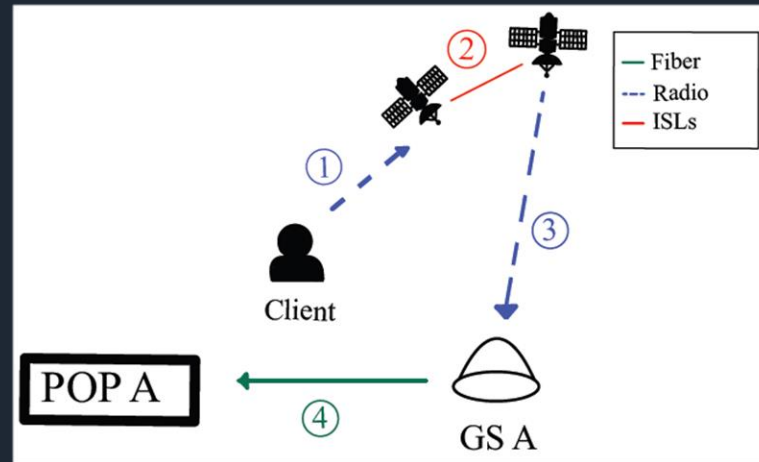 ②
Fiber
Radio
ISLs
①
③
Client
POP A
④
GS A